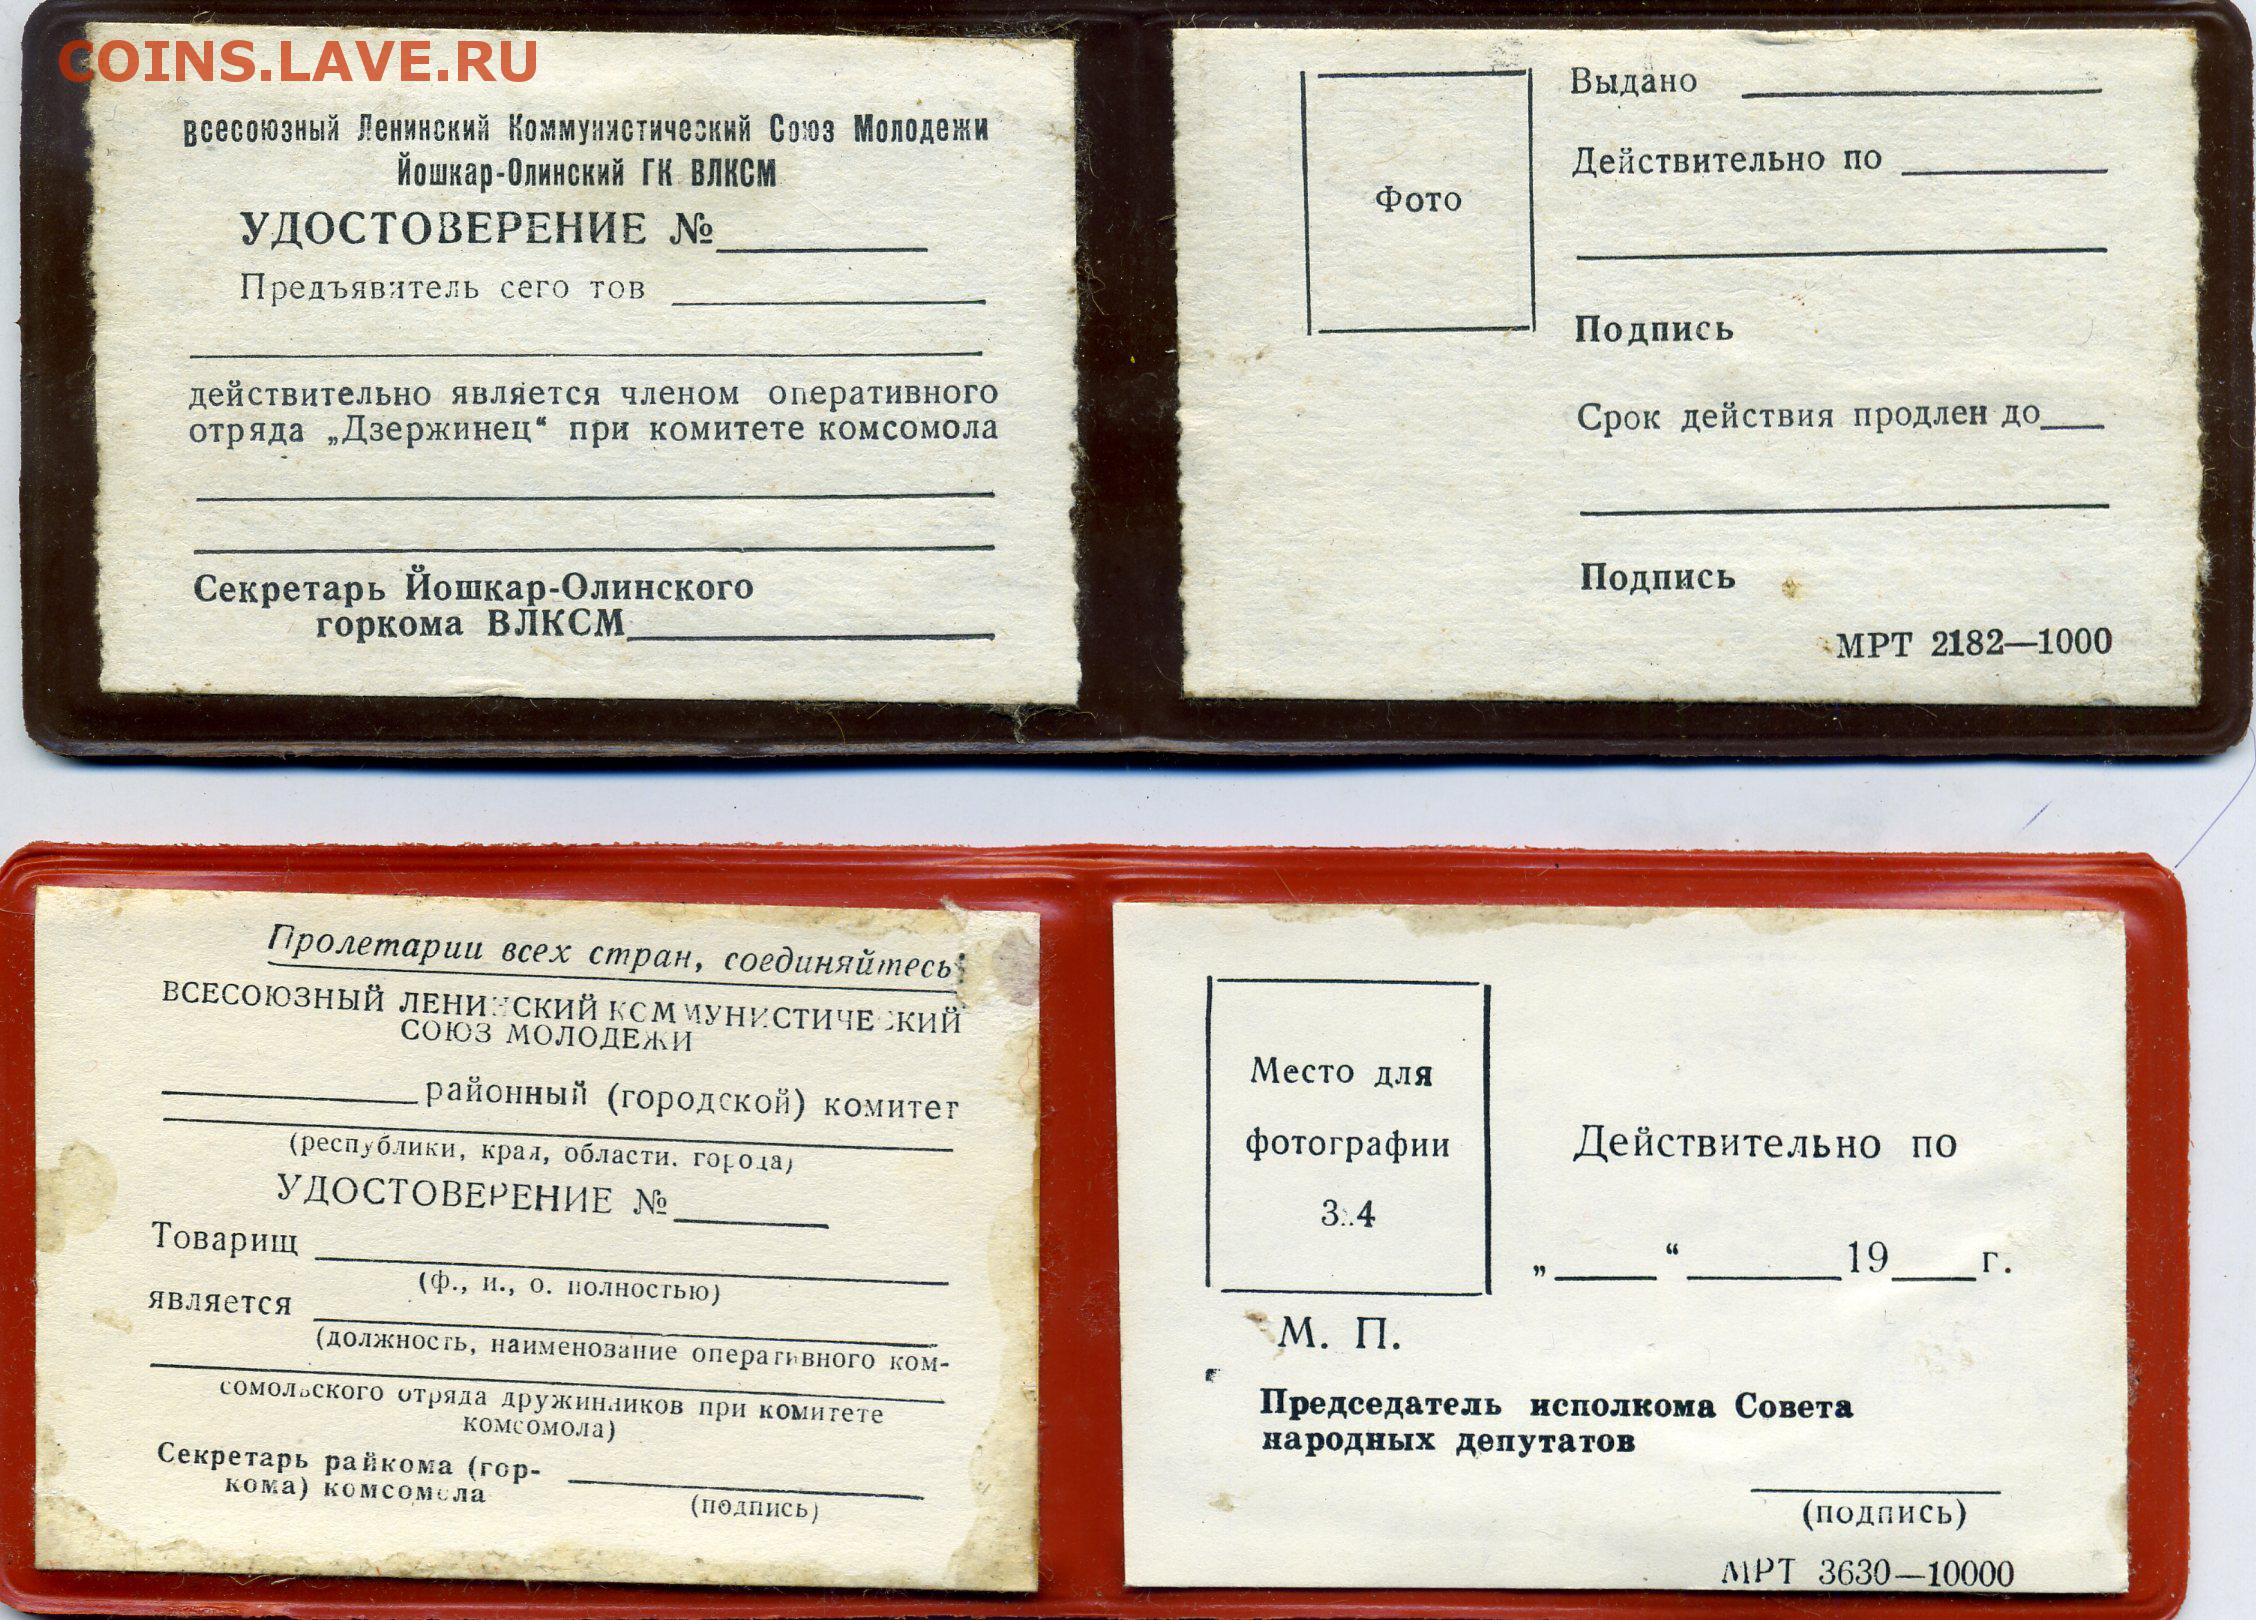 COINS.LAVE.RU
Всесоюзный Ленинский Коммунистический Союз Молодежи
Йошкар-Олинский ГК ВЛКСМ
УДОСТОВЕРЕНИЕ №
Предъявитель сего тов
действительно является членом оперативного
отряда „Дзержинец“ при комитете комсомола
Секретарь Йошкар-Олинского
горкома ВЛКСМ
Фото
Выдано
Действительно по
Подпись
Срок действия продлен до
Подпись
МРТ 2182—1000
Пролетарии всех стран, соединяйтесь!
ВСЕСОЮЗНЫЙ ЛЕНИНСКИЙ КОММУНИСТИЧЕСКИЙ
СОЮЗ МОЛОДЕЖИ
районный (городской) комитет
(республики, края, области, города)
УДОСТОВЕРЕНИЕ №
Товарищ
(ф., и., о. полностью)
является
(должность, наименование оперативного ком-
сомольского отряда дружинников при комитете
комсомола)
Секретарь райкома (гор-
кома) комсомола
(подпись)
Место для
фотографии
3х4
Действительно по
„ “ 19 г.
М. П.
Председатель исполкома Совета
народных депутатов
(подпись)
МРТ 3630—10000